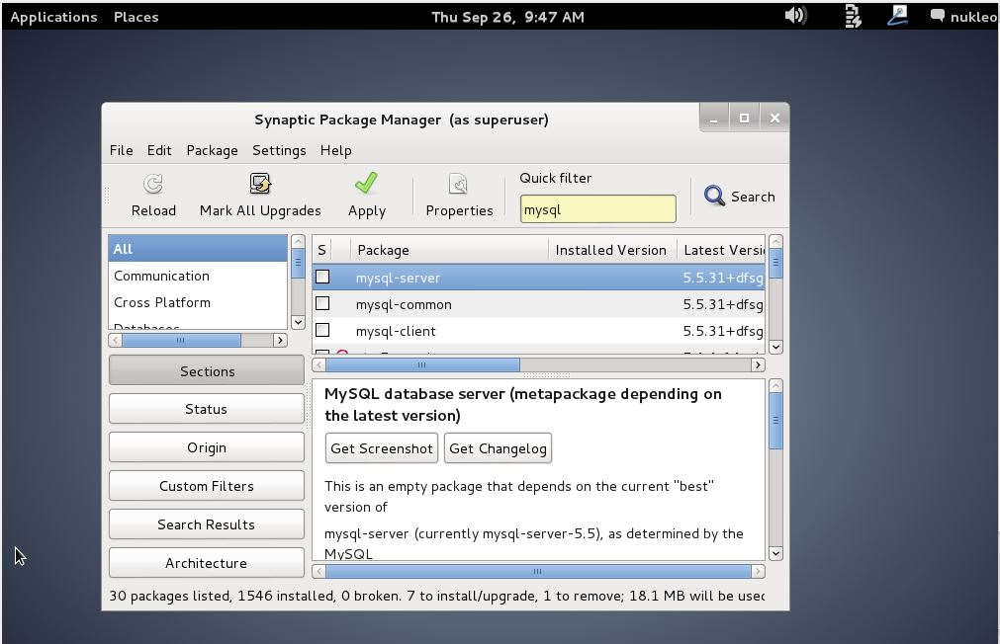 Applications Places Thu Sep 26, 9:47 AM nukleo
Synaptic Package Manager (as superuser)
File Edit Package Settings Help
Quick filter
Reload Mark All Upgrades Apply Properties mysql Search
All
Communication
Cross Platform
Databases
S Package Installed Version Latest Versi
mysql-server 5.5.31+dfsg
mysql-common 5.5.31+dfsg
mysql-client 5.5.31+dfsg
Sections
Status
Origin
Custom Filters
Search Results
Architecture
MySQL database server (metapackage depending on
the latest version)
Get Screenshot Get Changelog
This is an empty package that depends on the current "best"
version of
mysql-server (currently mysql-server-5.5), as determined by the
MySQL
30 packages listed, 1546 installed, 0 broken. 7 to install/upgrade, 1 to remove; 18.1 MB will be used